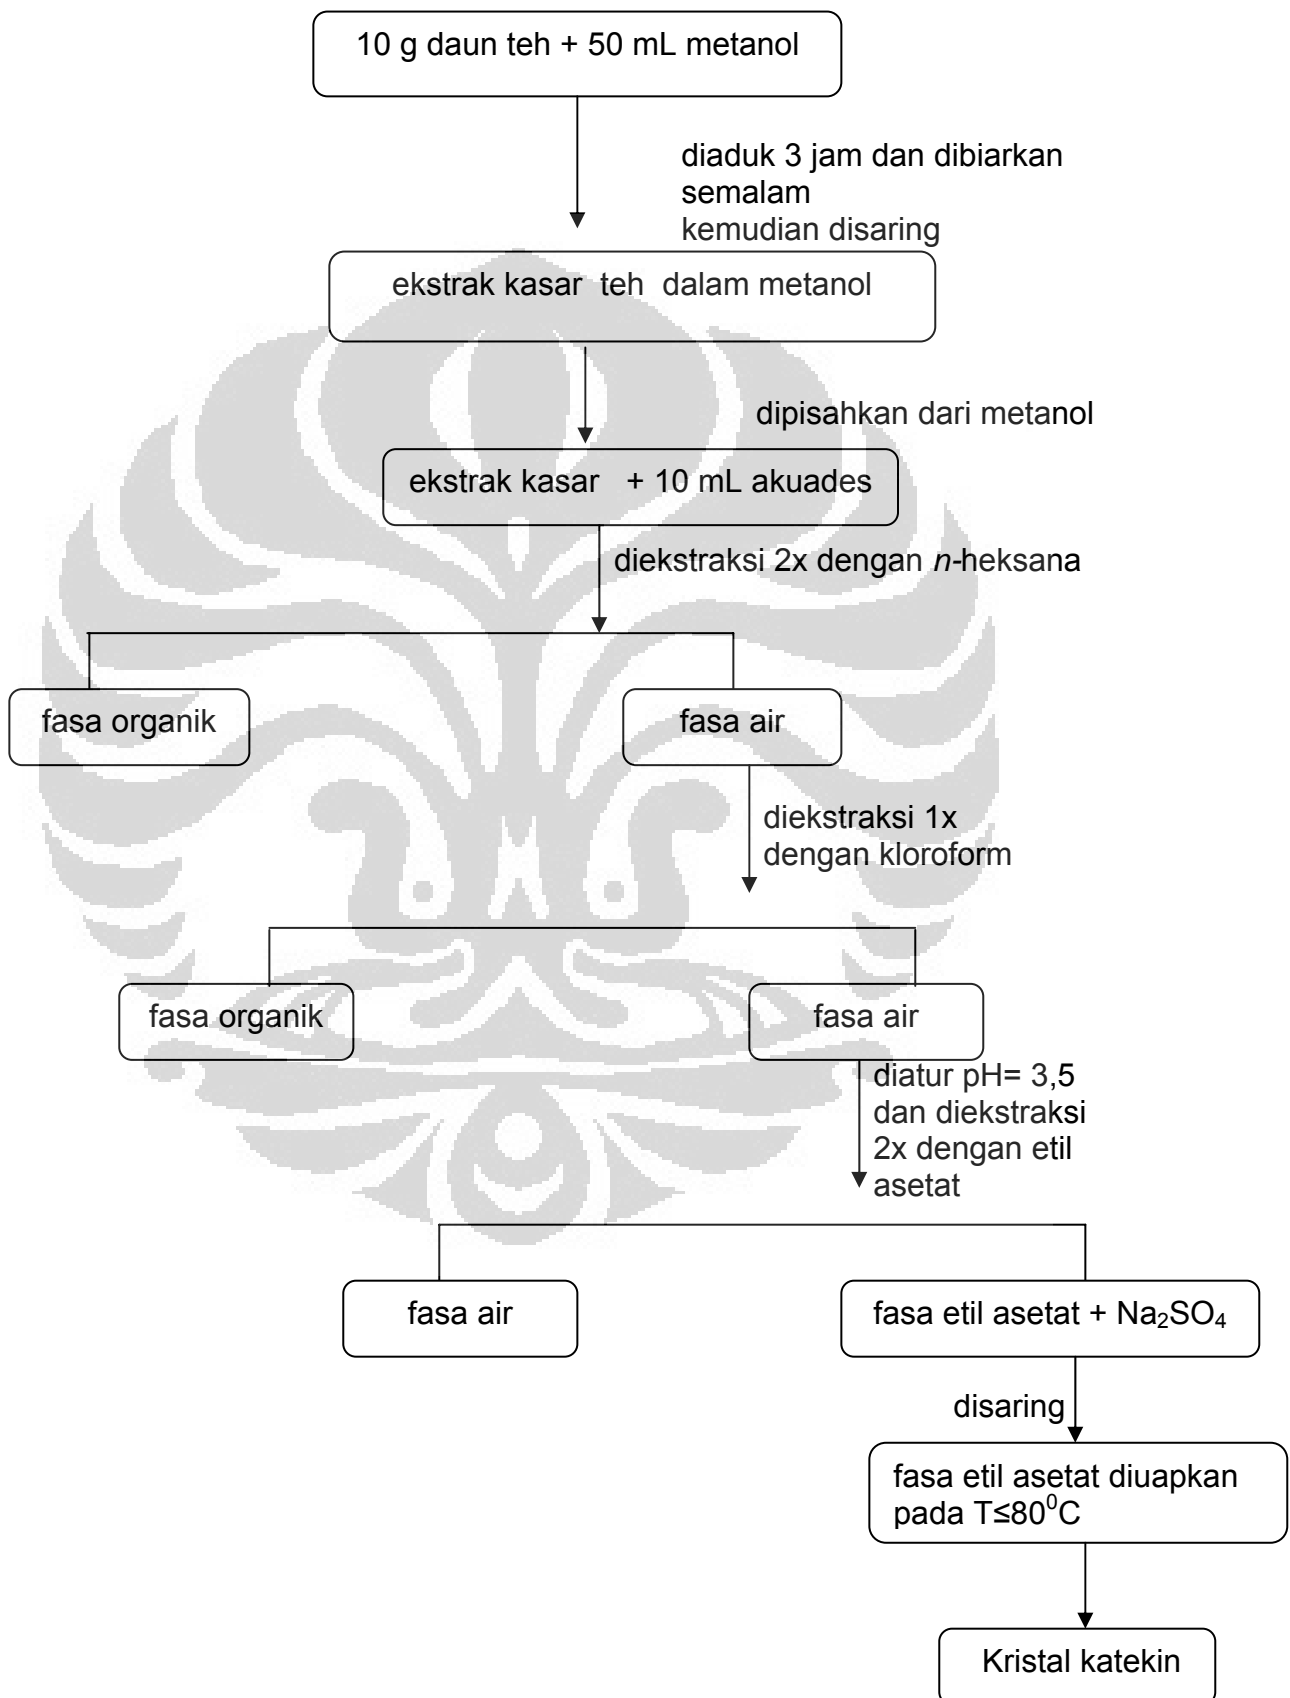 10 g daun teh + 50 mL metanol
diaduk 3 jam dan dibiarkan
semalam
kemudian disaring
ekstrak kasar teh dalam metanol
dipisahkan dari metanol
ekstrak kasar + 10 mL akuades
diekstraksi 2x dengan n-heksana
fasa organik
fasa air
diekstraksi 1x
dengan kloroform
fasa organik
fasa air
diatur pH= 3,5
dan diekstraksi
2x dengan etil
asetat
fasa air
fasa etil asetat + Na₂SO₄
disaring
fasa etil asetat diuapkan
pada T≤80⁰C
Kristal katekin